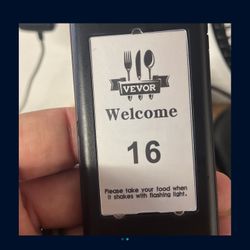 VEVOR
Welcome
16
Please take your food when
it shakes with flashing light.